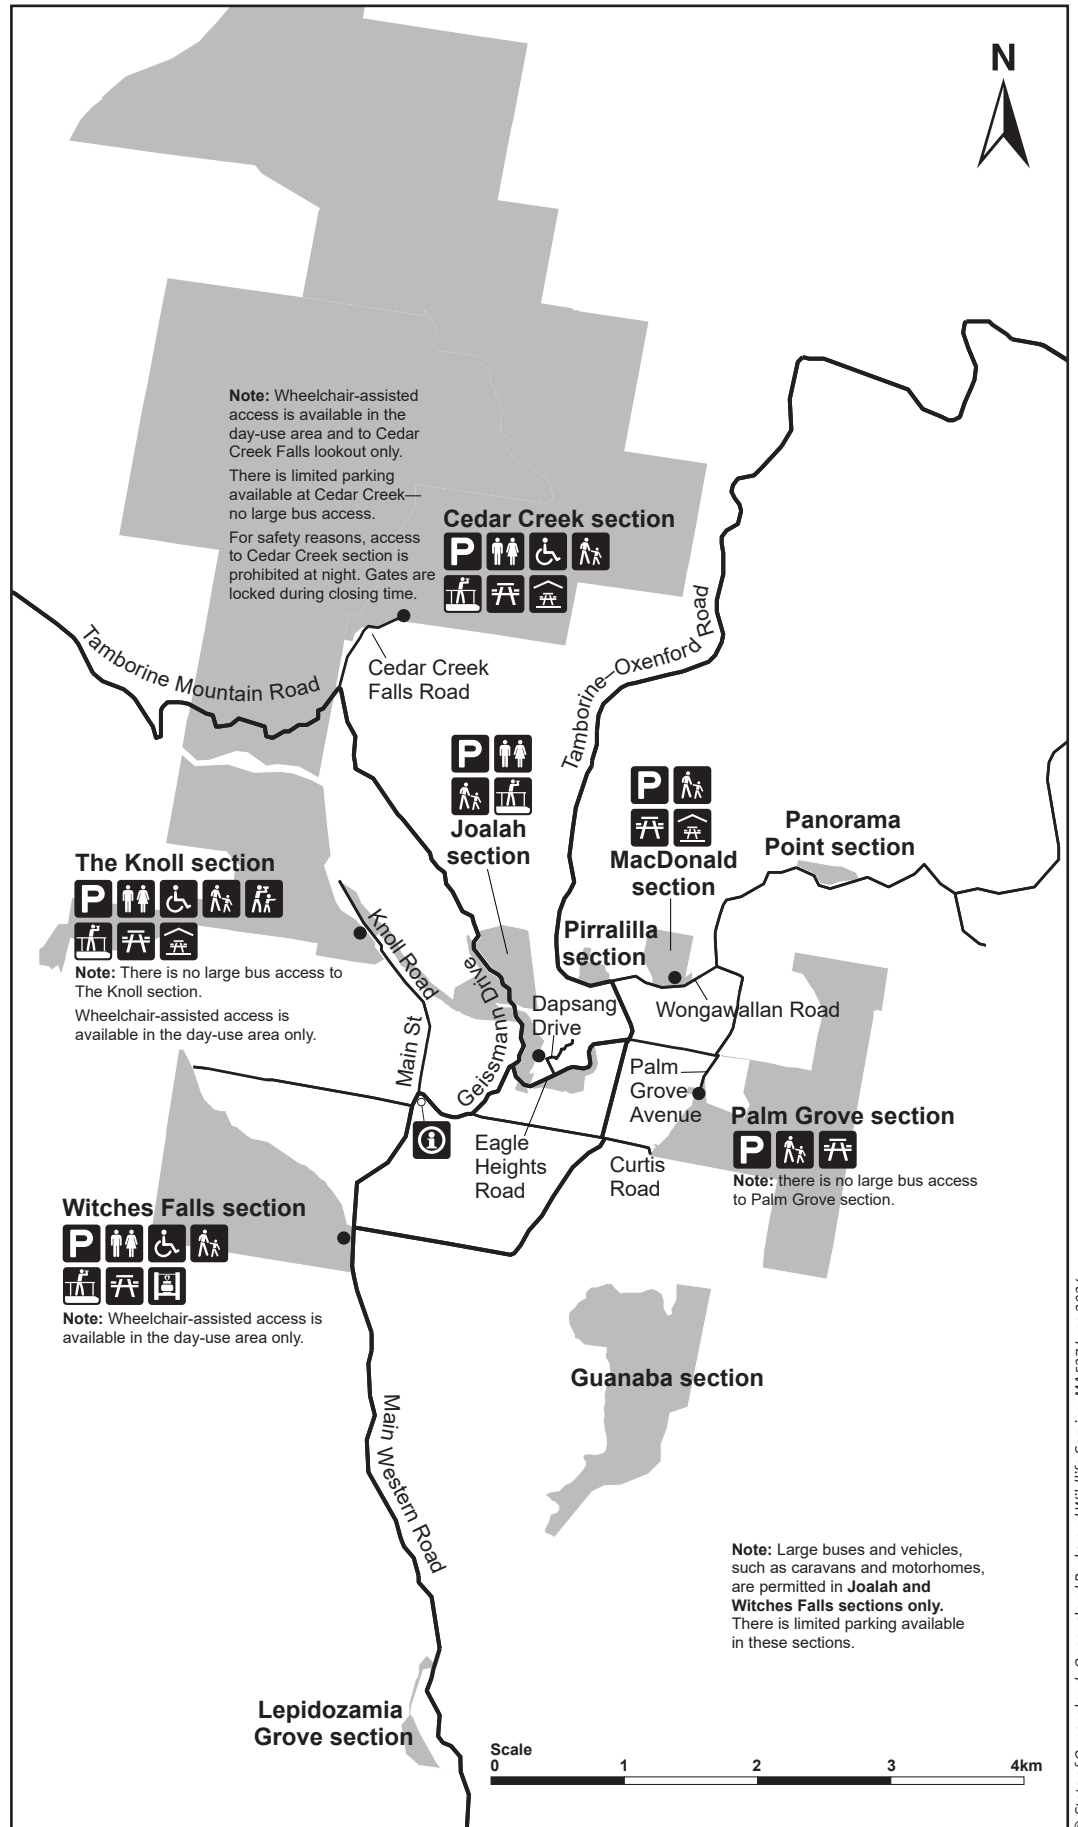 N
Note: Wheelchair-assisted
access is available in the
day-use area and to Cedar
Creek Falls lookout only.
There is limited parking
available at Cedar Creek—
no large bus access.
For safety reasons, access
to Cedar Creek section is
prohibited at night. Gates are
locked during closing time.
Cedar Creek section
P
Tamborine Mountain Road
Cedar Creek
Falls Road
Tamborine–Oxenford Road
P
Joalah
section
P
MacDonald
section
Panorama
Point section
The Knoll section
P
Note: There is no large bus access to
The Knoll section.
Wheelchair-assisted access is
available in the day-use area only.
Knoll Road
Pirralilla
section
Geissmann Drive
Dapsang
Drive
Wongawallan Road
Main St
Palm
Grove
Avenue
Palm Grove section
P
Note: there is no large bus access
to Palm Grove section.
i
Eagle
Heights
Road
Curtis
Road
Witches Falls section
P
Note: Wheelchair-assisted access is
available in the day-use area only.
Guanaba section
Main Western Road
Note: Large buses and vehicles,
such as caravans and motorhomes,
are permitted in Joalah and
Witches Falls sections only.
There is limited parking available
in these sections.
Lepidozamia
Grove section
Scale
0 1 2 3 4km